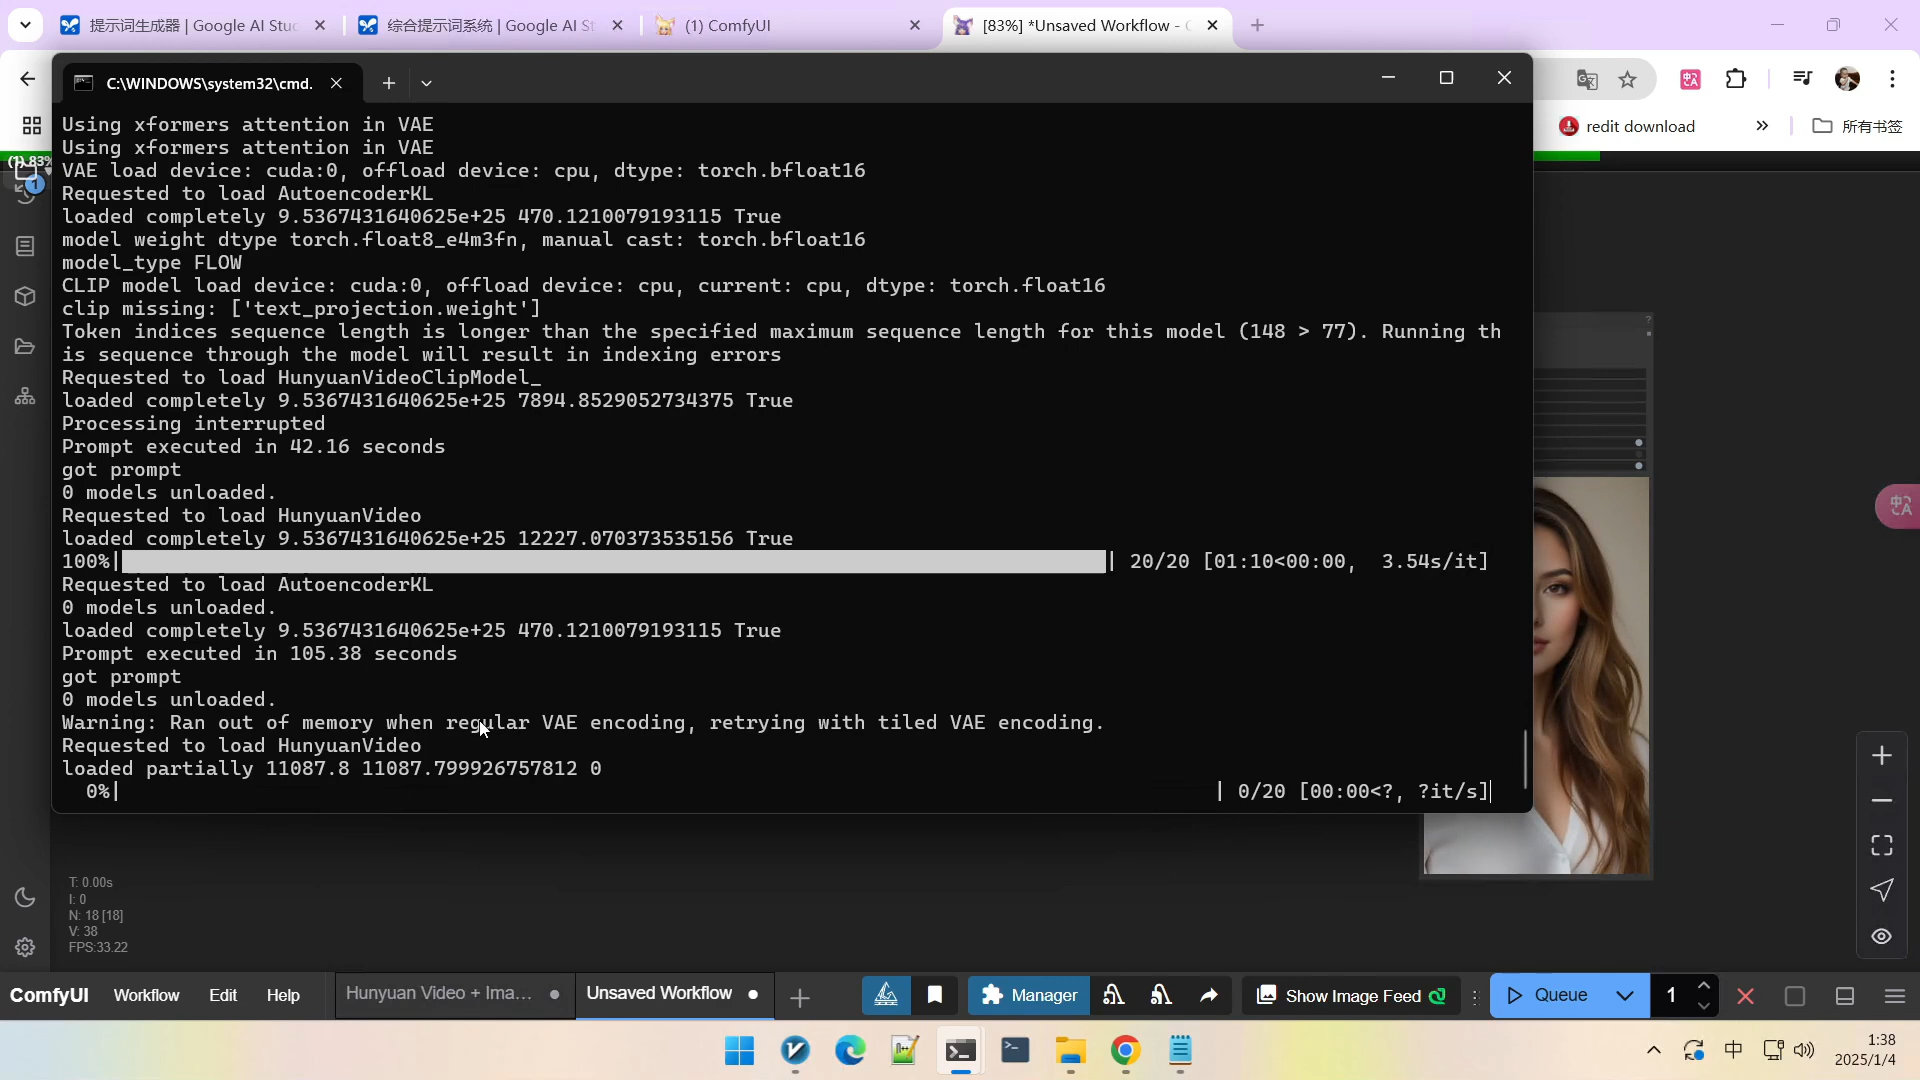 提示词生成器 | Google AI Stu
综合提示词系统 | Google AI St
(1) ComfyUI
[83%] *Unsaved Workflow -
C:\WINDOWS\system32\cmd.
redit download
所有书签
(1) 83%
1
Using xformers attention in VAE
Using xformers attention in VAE
VAE load device: cuda:0, offload device: cpu, dtype: torch.bfloat16
Requested to load AutoencoderKL
loaded completely 9.5367431640625e+25 470.1210079193115 True
model weight dtype torch.float8_e4m3fn, manual cast: torch.bfloat16
model_type FLOW
CLIP model load device: cuda:0, offload device: cpu, current: cpu, dtype: torch.float16
clip missing: ['text_projection.weight']
Token indices sequence length is longer than the specified maximum sequence length for this model (148 > 77). Running th
is sequence through the model will result in indexing errors
Requested to load HunyuanVideoClipModel_
loaded completely 9.5367431640625e+25 7894.8529052734375 True
Processing interrupted
Prompt executed in 42.16 seconds
got prompt
0 models unloaded.
Requested to load HunyuanVideo
loaded completely 9.5367431640625e+25 12227.070373535156 True
100%| | 20/20 [01:10<00:00, 3.54s/it]
Requested to load AutoencoderKL
0 models unloaded.
loaded completely 9.5367431640625e+25 470.1210079193115 True
Prompt executed in 105.38 seconds
got prompt
0 models unloaded.
Warning: Ran out of memory when regular VAE encoding, retrying with tiled VAE encoding.
Requested to load HunyuanVideo
loaded partially 11087.8 11087.799926757812 0
0%| | 0/20 [00:00<?, ?it/s]
T: 0.00s
I: 0
N: 18 [18]
V: 38
FPS:33.22
ComfyUI Workflow Edit Help
Hunyuan Video + Ima...
Unsaved Workflow
Manager
Show Image Feed
Queue
1
中
1:38
2025/1/4